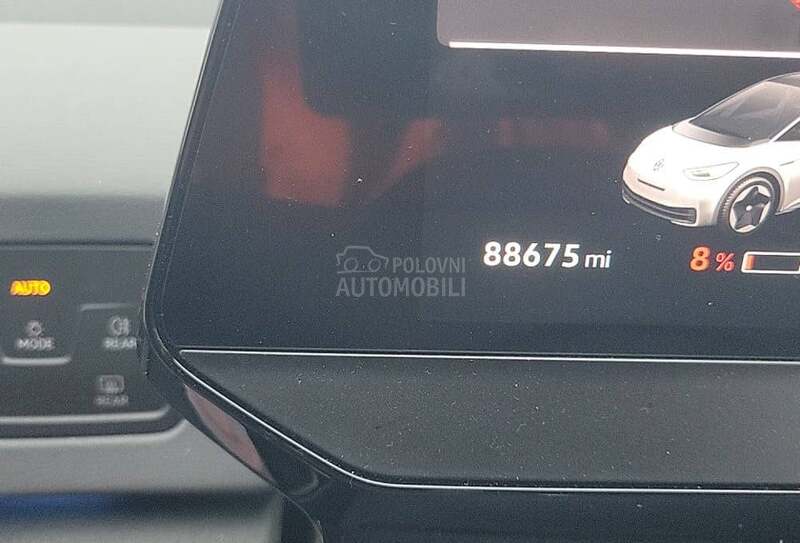 88675 mi
8 %
POLOVNI
AUTOMOBILI
AUTO
MODE
REAR
REAR